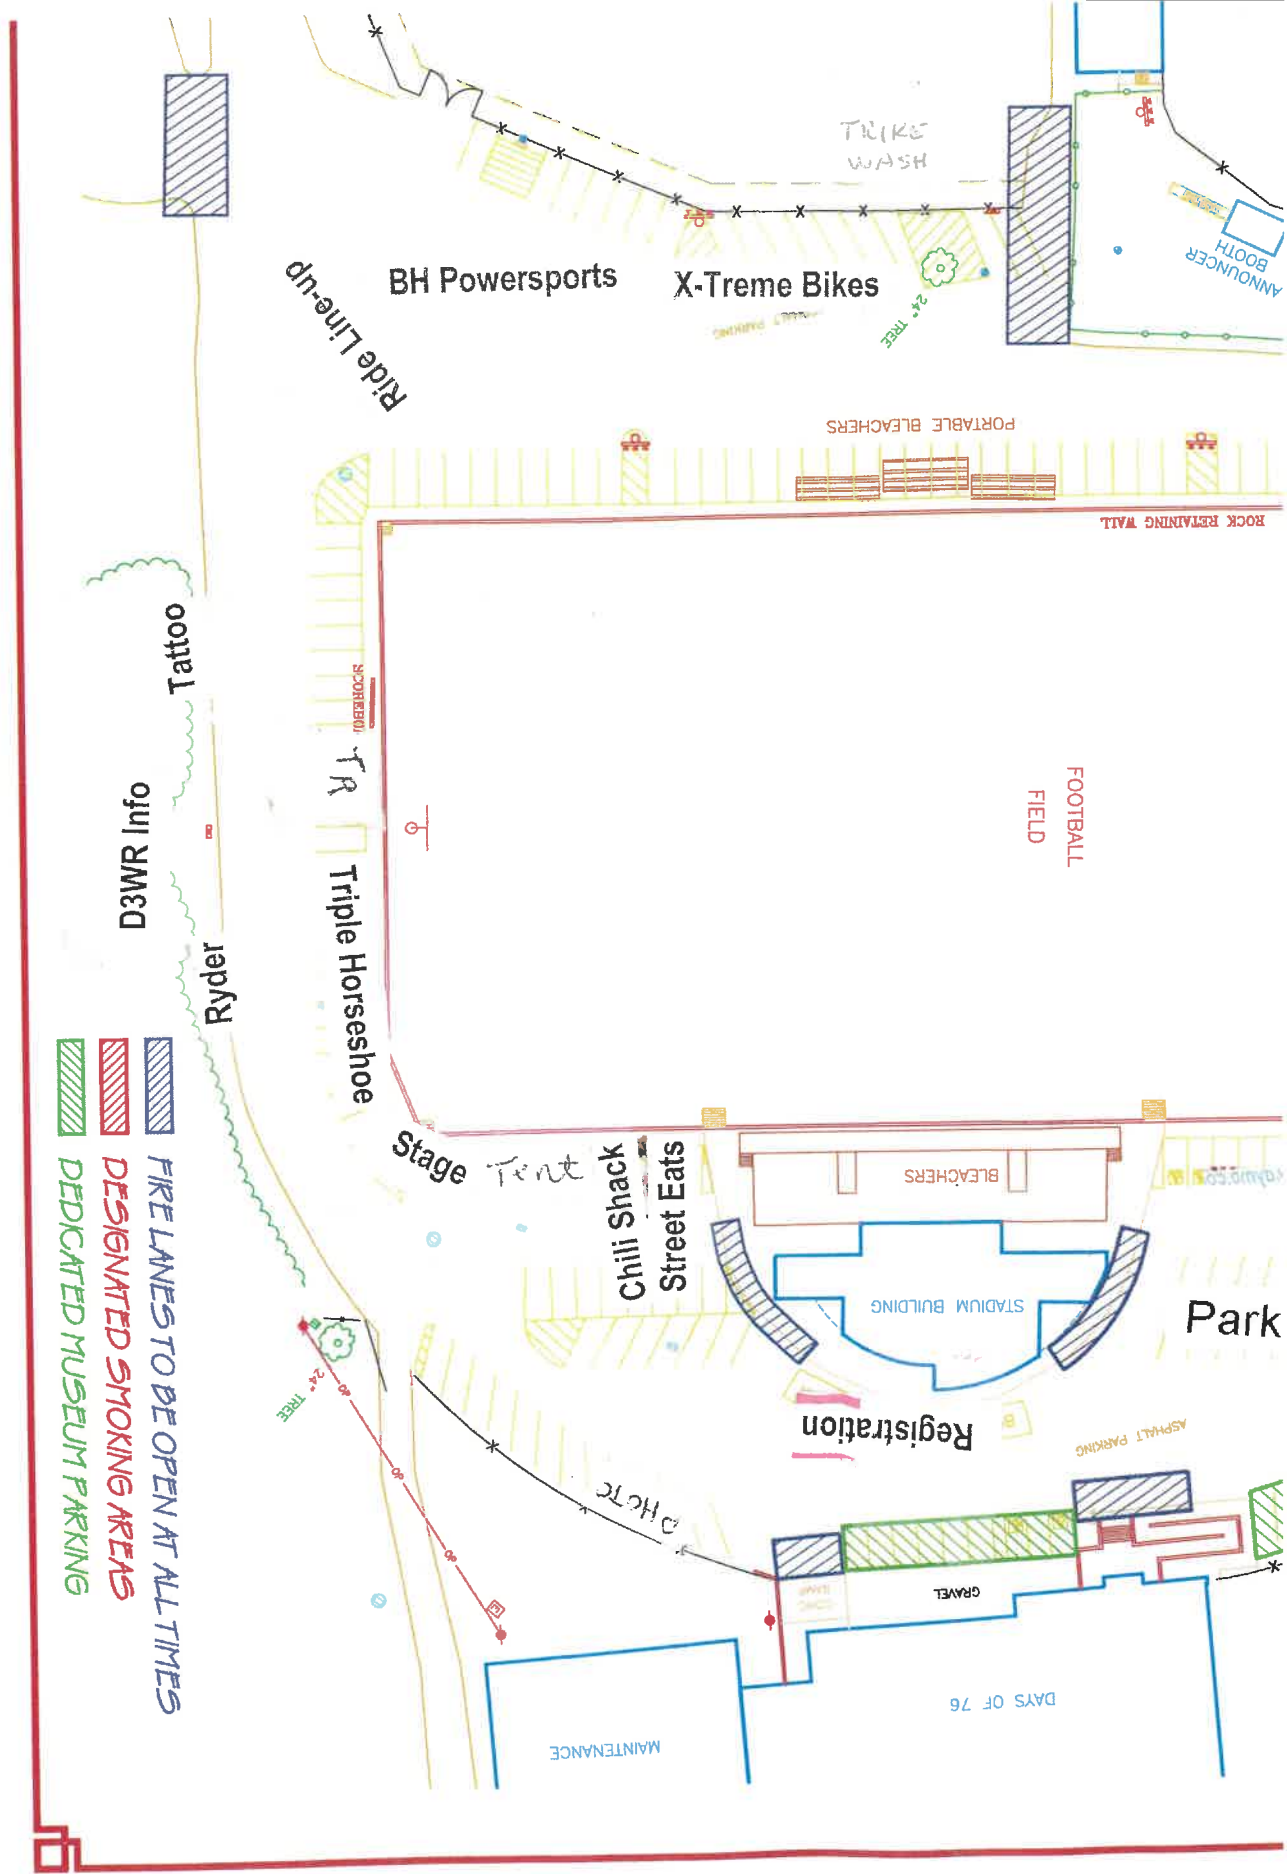 TRIKE
WASH
ANNOUNCER
BOOTH
BH Powersports
X-Treme Bikes
Ride Line-up
24" TREE
PARKING
PORTABLE BLEACHERS
ROCK RETAINING WALL
Tattoo
TR
D3WR Info
FOOTBALL
FIELD
Triple Horseshoe
Ryder
Stage
Tent
Chili Shack
Street Eats
BLEACHERS
STADIUM BUILDING
Park
24" TREE
Registration
ASPHALT PARKING
PHOTO
GRAVEL
DAYS OF 76
MAINTENANCE
FIRE LANES TO BE OPEN AT ALL TIMES
DESIGNATED SMOKING AREAS
DEDICATED MUSEUM PARKING